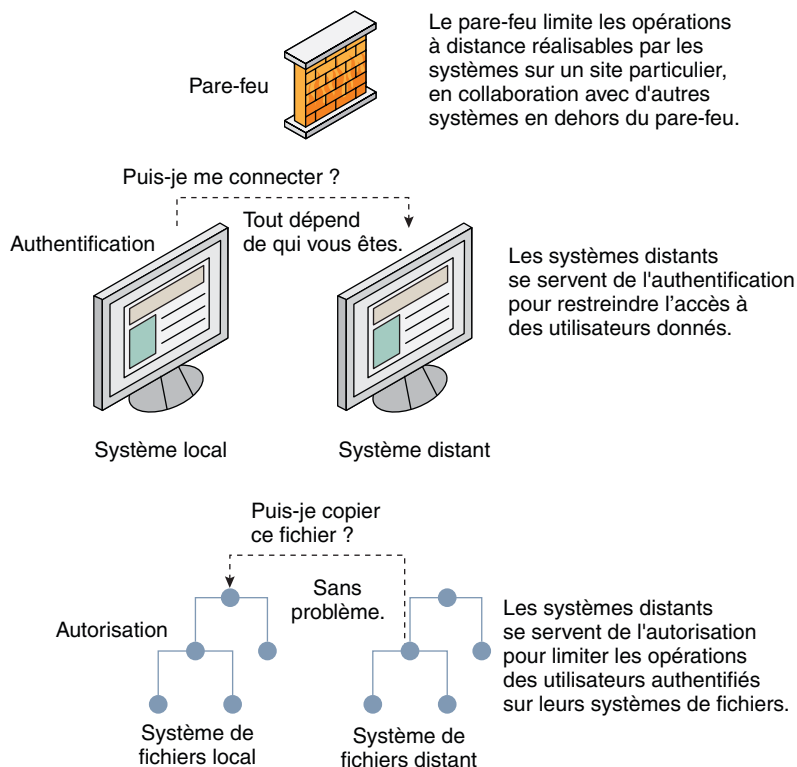 Pare-feu
Le pare-feu limite les opérations
à distance réalisables par les
systèmes sur un site particulier,
en collaboration avec d'autres
systèmes en dehors du pare-feu.
Puis-je me connecter ?
Authentification
Tout dépend
de qui vous êtes.
Les systèmes distants
se servent de l'authentification
pour restreindre l’accès à
des utilisateurs donnés.
Système local
Système distant
Puis-je copier
ce fichier ?
Sans
problème.
Autorisation
Les systèmes distants
se servent de l'autorisation
pour limiter les opérations
des utilisateurs authentifiés
sur leurs systèmes de fichiers.
Système de
fichiers local
Système de
fichiers distant